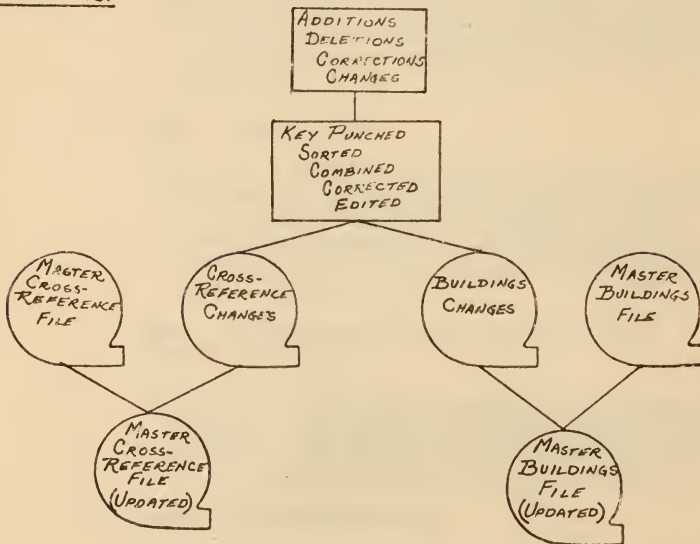 ADDITIONS
DELETIONS
CORRECTIONS
CHANGES
KEY PUNCHED
SORTED
COMBINED
CORRECTED
EDITED
MASTER
CROSS-
REFERENCE
FILE
CROSS-
REFERENCE
CHANGES
BUILDINGS
CHANGES
MASTER
BUILDINGS
FILE
MASTER
CROSS-
REFERENCE
FILE
(UPDATED)
MASTER
BUILDINGS
FILE
(UPDATED)